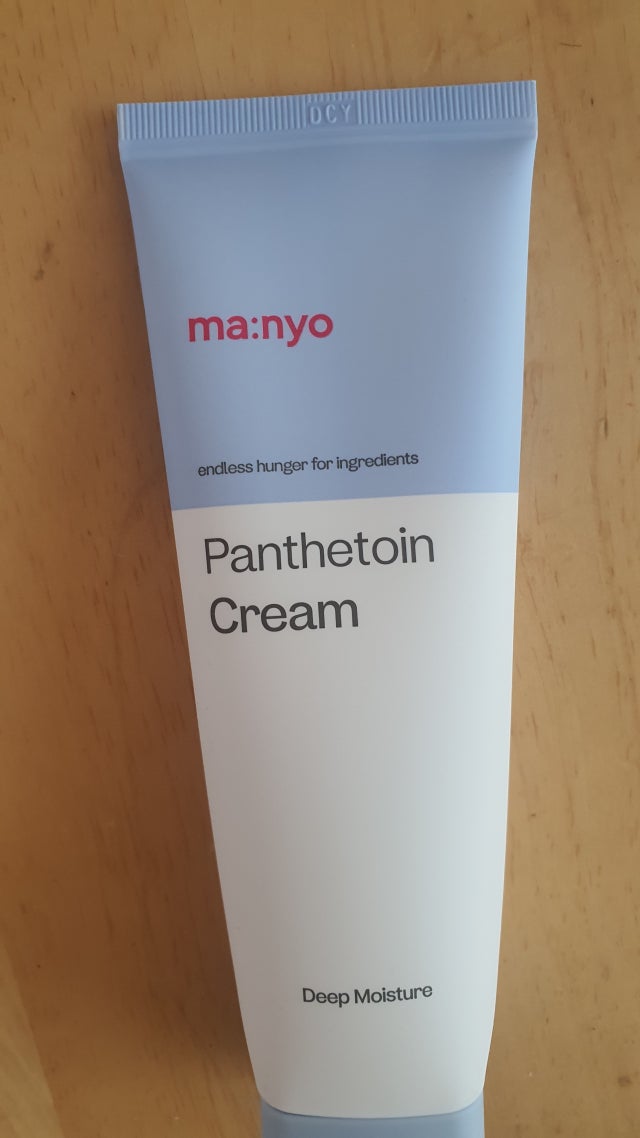 DCY
ma:nyo
endless hunger for ingredients
Panthetoin
Cream
Deep Moisture